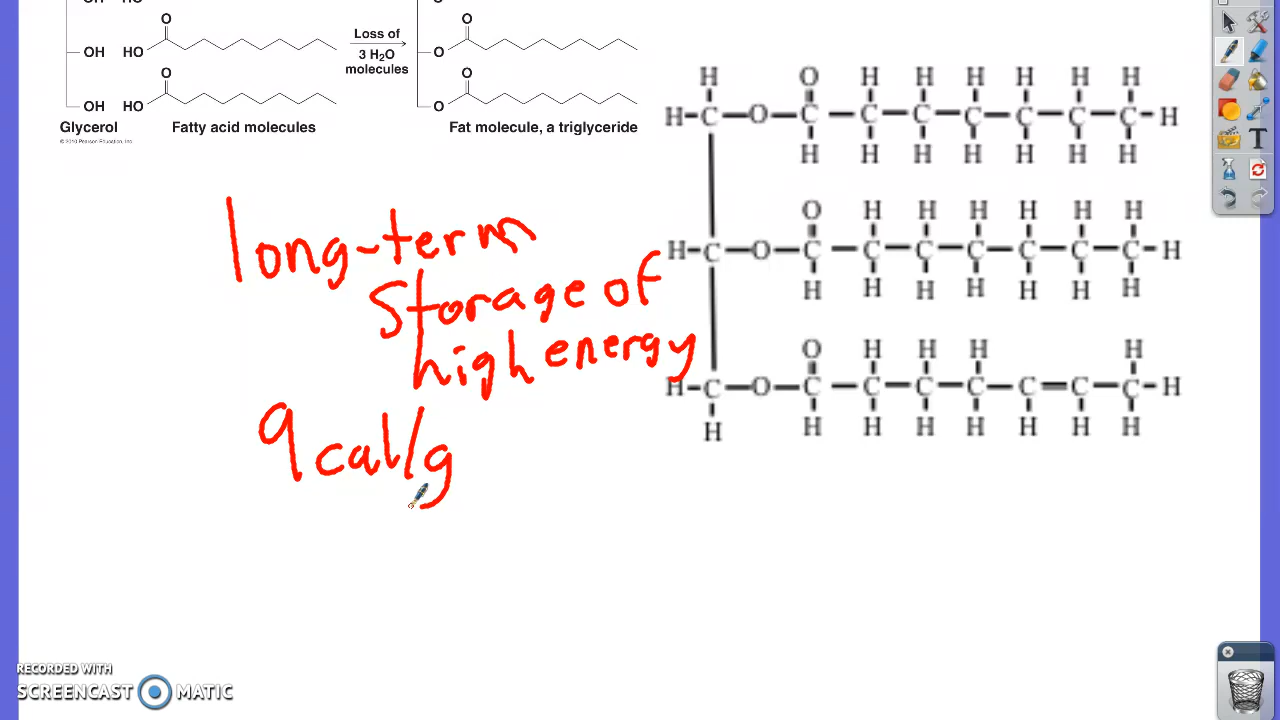 HO
O
O
OH HO
Loss of
3 H₂O
molecules
O
OH HO
O
O
O
Glycerol
Fatty acid molecules
Fat molecule, a triglyceride
H O H H H H H H
H-C-O-C-C-C-C-C-C-C-H
H H H H H H H
O H H H H H H
H-C-O-C-C-C-C-C-C-C-H
H H H H H H H
O H H H H
H-C-O-C-C-C-C-C=C-C-H
H H H H H H H H
long-term
storage of
high energy
9 cal/g
T
RECORDED WITH
SCREENCAST MATIC